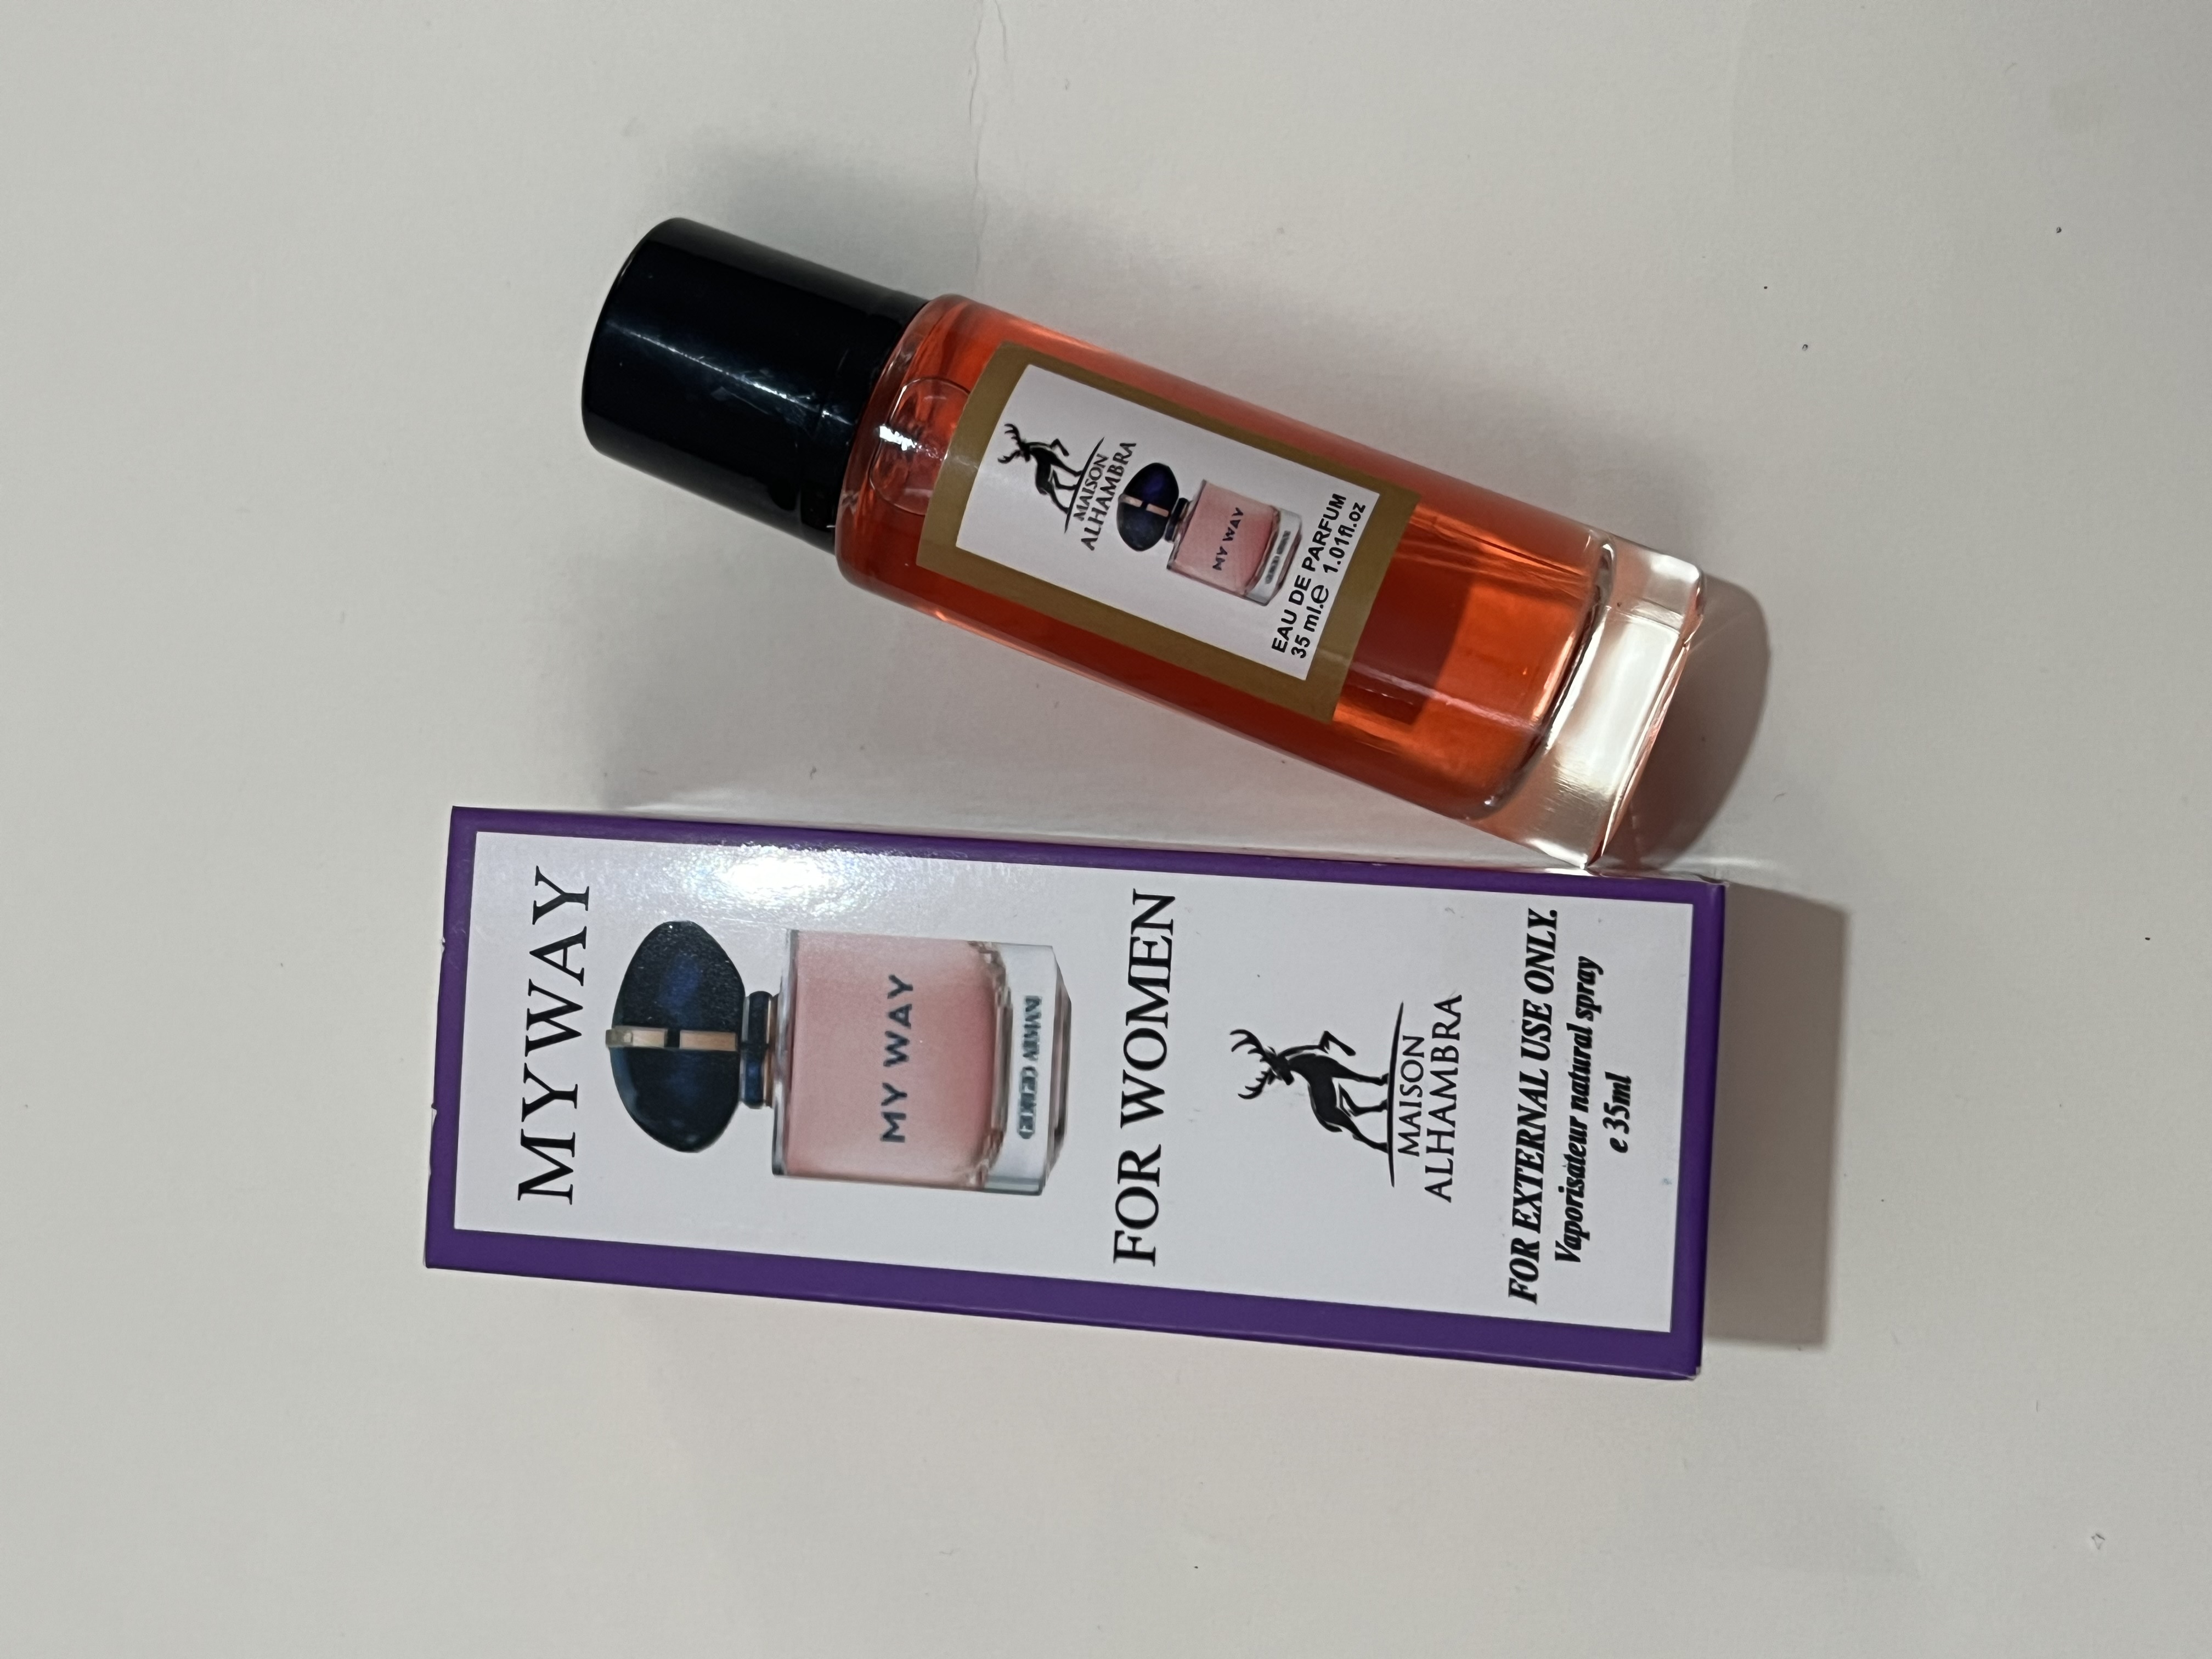 MAISON
ALHAMBRA
MY WAY
EAU DE PARFUM
35 ml.e 1.01fl.oz
MYWAY
MY WAY
FOR WOMEN
MAISON
ALHAMBRA
FOR EXTERNAL USE ONLY.
Vaporisateur natural spray
e 35ml